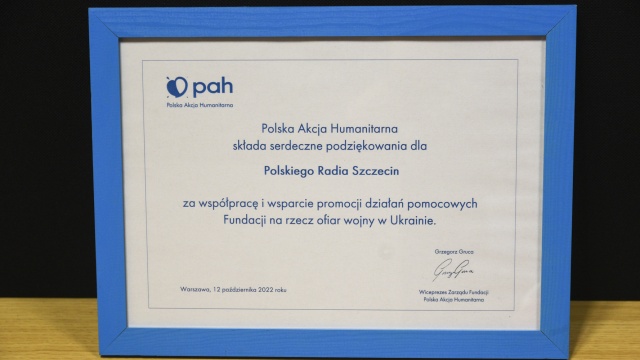 pah
Polska Akcja Humanitarna
Polska Akcja Humanitarna
składa serdeczne podziękowania dla
Polskiego Radia Szczecin
za współpracę i wsparcie promocji działań pomocowych
Fundacji na rzecz ofiar wojny w Ukrainie.
Grzegorz Gruca
Warszawa, 12 października 2022 roku
Wiceprezes Zarządu Fundacji
Polska Akcja Humanitarna